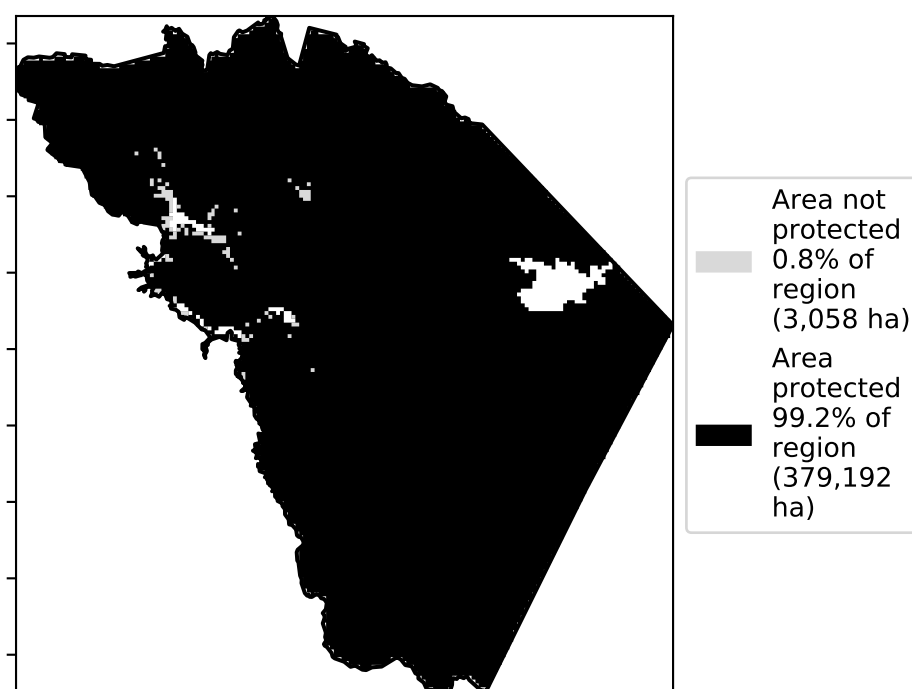 Area not
protected
0.8% of
region
(3,058 ha)
Area
protected
99.2% of
region
(379,192
ha)